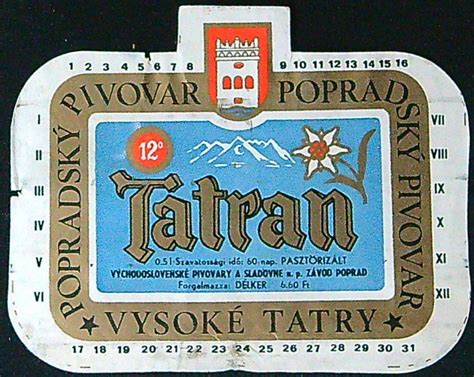 1 2 3 4 5 6 7 8 9 10 11 12 13 14 15 16
POPRADSKÝ PIVOVAR POPRADSKÝ PIVOVAR
I
II
III
IV
V
VI
VII
VIII
IX
X
XI
XII
12°
Tatran
0.5 l Szavatossági idő: 60 nap. PASZTŐRIZÁLT
VÝCHODOSLOVENSKÉ PIVOVARY A SLADOVNE n. p. ZÁVOD POPRAD
Forgalmazza: DÉLKER 6.60 Ft
★ VYSOKÉ TATRY ★
17 18 19 20 21 22 23 24 25 26 27 28 29 30 31